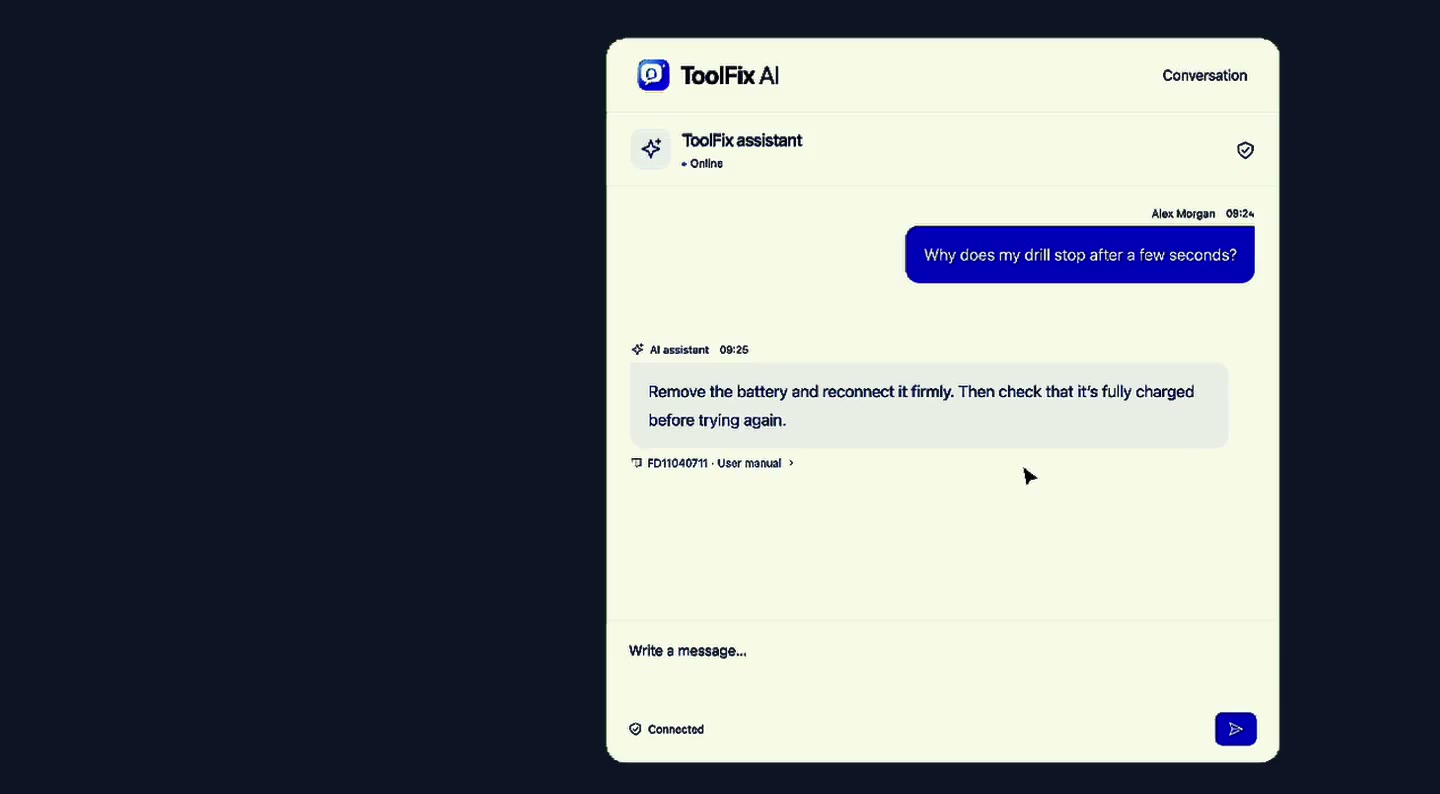 ToolFix AI
Conversation
ToolFix assistant
Online
Alex Morgan 09:24
Why does my drill stop after a few seconds?
AI assistant 09:25
Remove the battery and reconnect it firmly. Then check that it's fully charged
before trying again.
FD11040711 · User manual
Write a message...
Connected